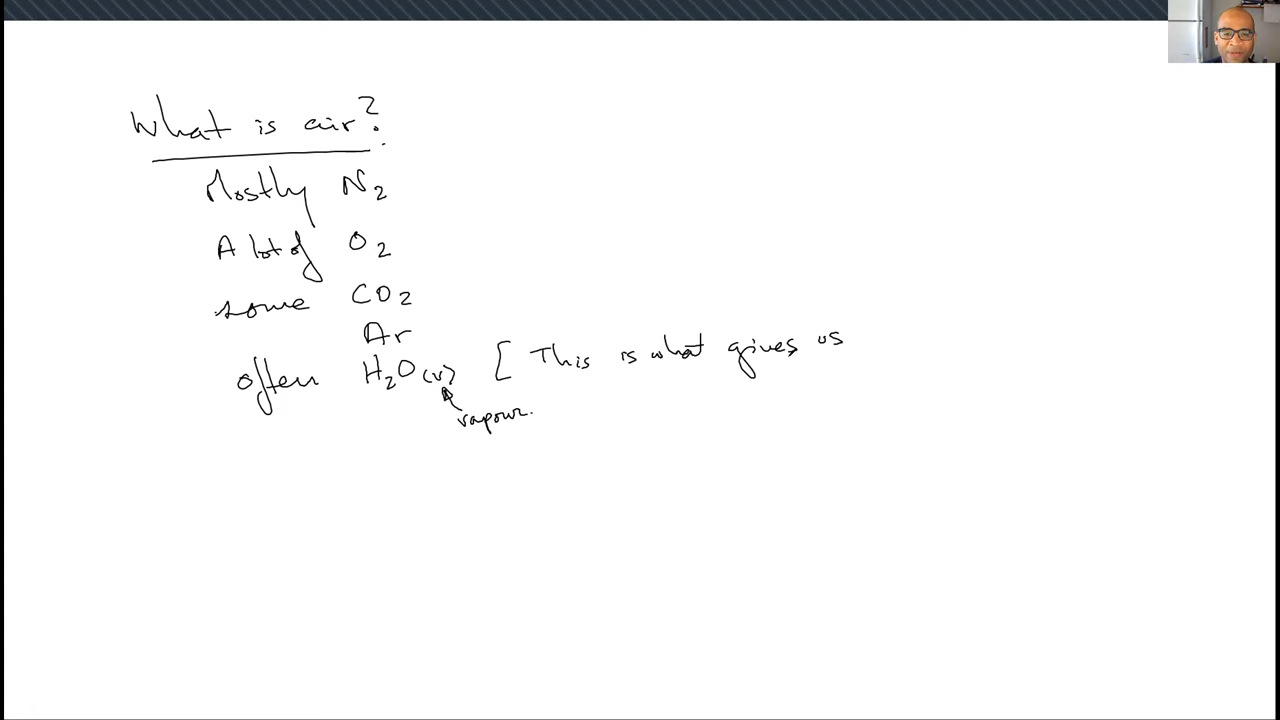 What is air?
Mostly N₂
A lot of O₂
some CO₂
Ar
often H₂O(v) [ This is what gives us
vapour.